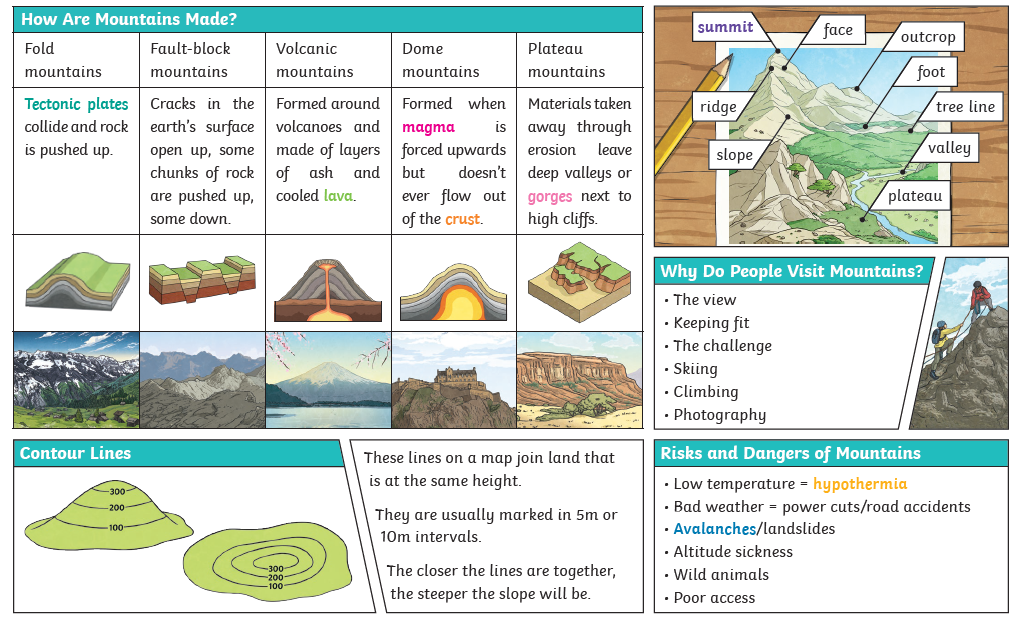 How Are Mountains Made?
Fold
mountains
Fault-block
mountains
Volcanic
mountains
Dome
mountains
Plateau
mountains
Tectonic plates
collide and rock
is pushed up.
Cracks in the
earth's surface
open up, some
chunks of rock
are pushed up,
some down.
Formed around
volcanoes and
made of layers
of ash and
cooled lava.
Formed when
magma is
forced upwards
but doesn't
ever flow out
of the crust.
Materials taken
away through
erosion leave
deep valleys or
gorges next to
high cliffs.
summit
face
outcrop
foot
ridge
tree line
slope
valley
plateau
Why Do People Visit Mountains?
• The view
• Keeping fit
• The challenge
• Skiing
• Climbing
• Photography
Contour Lines
300
200
100
300
200
100
These lines on a map join land that
is at the same height.
They are usually marked in 5m or
10m intervals.
The closer the lines are together,
the steeper the slope will be.
Risks and Dangers of Mountains
• Low temperature = hypothermia
• Bad weather = power cuts/road accidents
• Avalanches/landslides
• Altitude sickness
• Wild animals
• Poor access